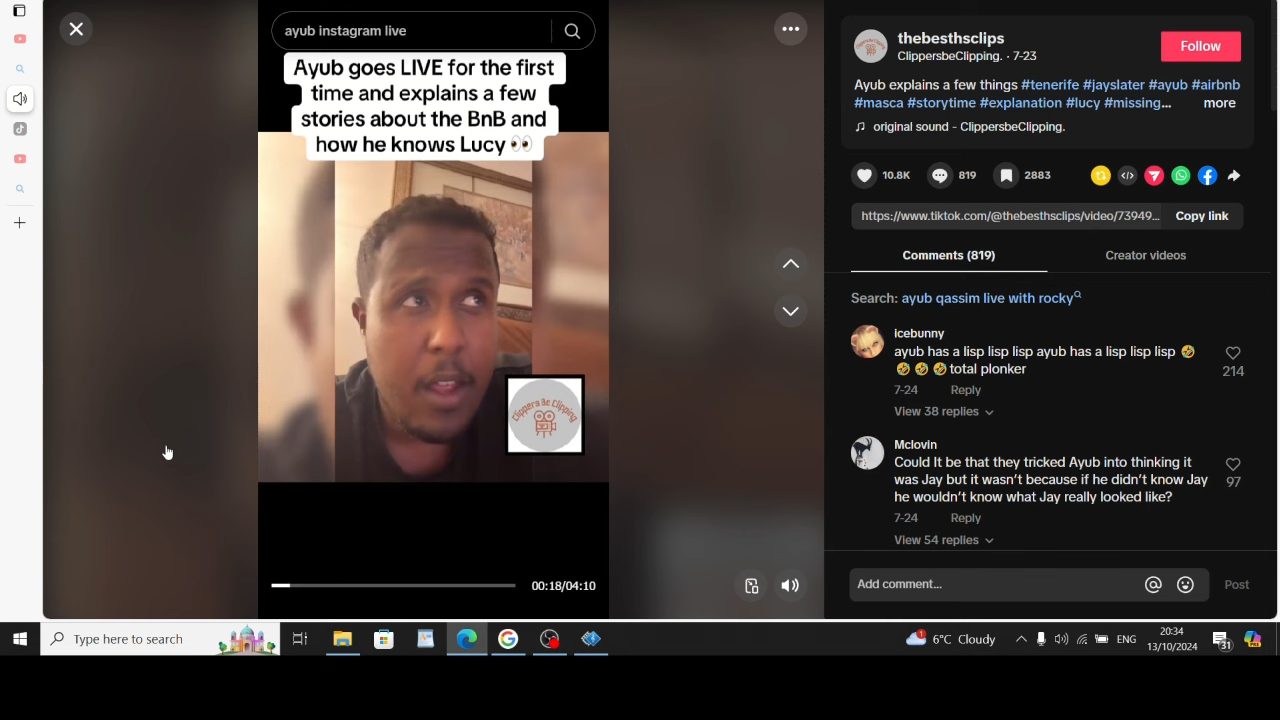 ayub instagram live
Ayub goes LIVE for the first
time and explains a few
stories about the BnB and
how he knows Lucy 👀
Clippers Be Clipping
00:18/04:10
thebesthsclips
ClippersbeClipping. · 7-23
Follow
Ayub explains a few things #tenerife #jayslater #ayub #airbnb
#masca #storytime #explanation #lucy #missing... more
♫ original sound - ClippersbeClipping.
10.8K 819 2883
https://www.tiktok.com/@thebesthsclips/video/73949... Copy link
Comments (819) Creator videos
Search: ayub qassim live with rocky
icebunny
ayub has a lisp lisp lisp ayub has a lisp lisp lisp 🤣
🤣 🤣 🤣total plonker
214
7-24 Reply
View 38 replies
Mclovin
Could It be that they tricked Ayub into thinking it
was Jay but it wasn't because if he didn't know Jay
he wouldn't know what Jay really looked like?
97
7-24 Reply
View 54 replies
Add comment... Post
Type here to search
6°C Cloudy ENG
20:34
13/10/2024
31